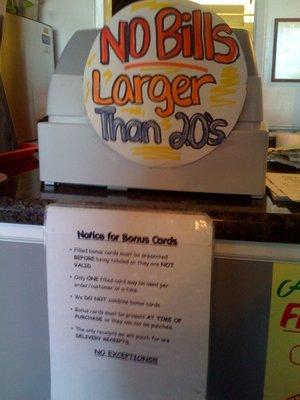 NO Bills
Larger
Than 20's
Notice for Bonus Cards
• Filled bonus cards must be presented
BEFORE being totaled or they are NOT
VALID.
• Only ONE filled card may be used per
order/customer at a time.
• We DO NOT combine bonus cards.
• Bonus cards must be present AT TIME OF
PURCHASE or they can not be punched.
• The only receipts we will punch for are
DELIVERY RECEIPTS.
NO EXCEPTIONS!!!